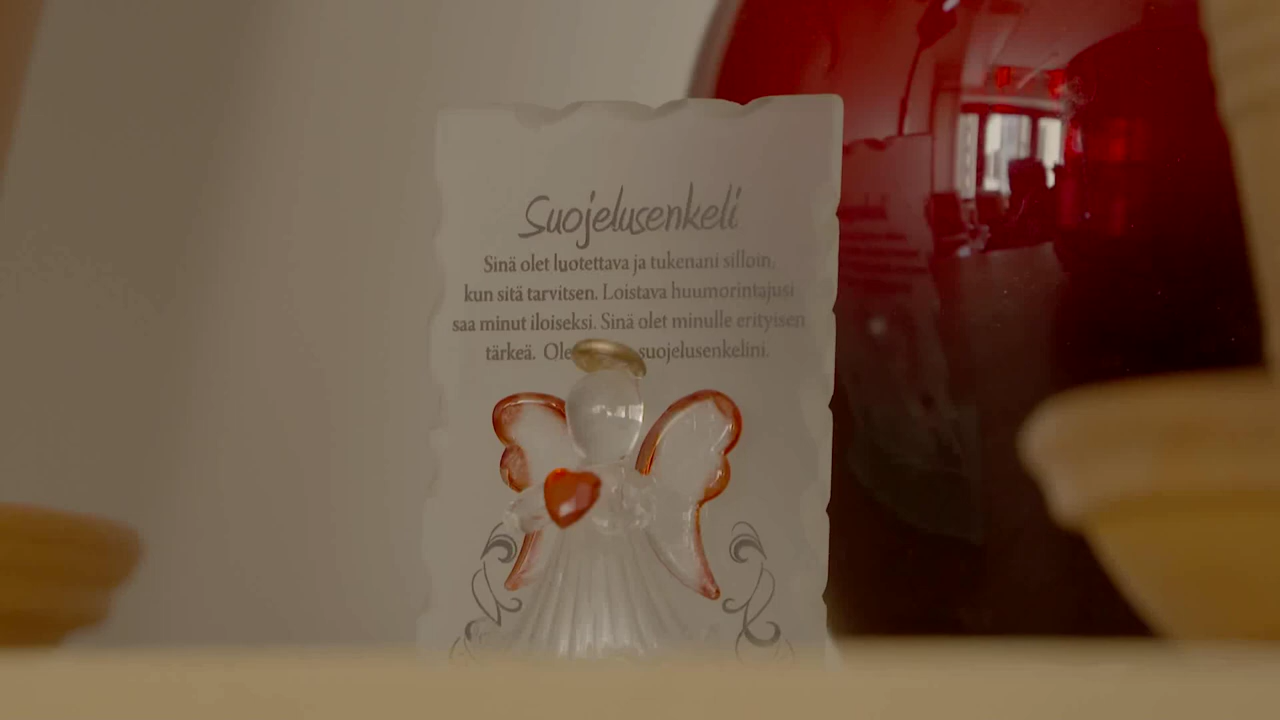 Suojelusenkeli
Sinä olet luotettava ja tukenani silloin,
kun sitä tarvitsen. Loistava huumorintajusi
saa minut iloiseksi. Sinä olet minulle erityisen
tärkeä. suojelusenkelini.